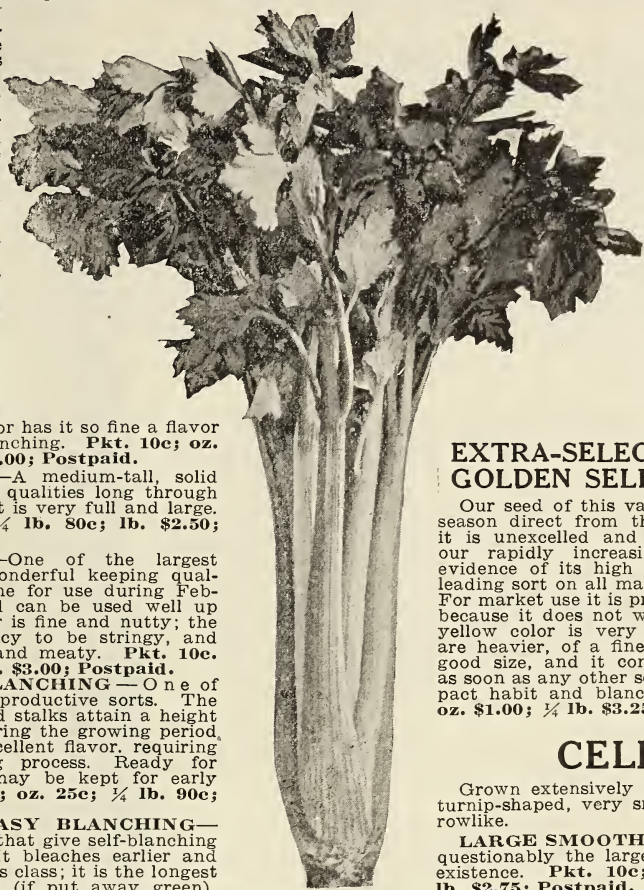 or has it so fine a flavor
nching. Pkt. 10c; oz.
.00; Postpaid.
—A medium-tall, solid
qualities long through
t is very full and large.
¼ lb. 80c; lb. $2.50;
—One of the largest
onderful keeping qual-
ne for use during Feb-
l can be used well up
r is fine and nutty; the
cy to be stringy, and
and meaty. Pkt. 10c.
. $3.00; Postpaid.
LANCHING—One of
productive sorts. The
d stalks attain a height
ring the growing period,
cellent flavor. requiring
g process. Ready for
may be kept for early
; oz. 25c; ¼ lb. 90c;
ASY BLANCHING—
that give self-blanching
t bleaches earlier and
s class; it is the longest
(if put away green)
EXTRA-SELEC
GOLDEN SELF
Our seed of this va
season direct from th
it is unexcelled and
our rapidly increasi
evidence of its high
leading sort on all ma
For market use it is pr
because it does not w
yellow color is very
are heavier, of a fine
good size, and it con
as soon as any other so
pact habit and blanc
oz. $1.00; ¼ lb. $3.25
CELE
Grown extensively
turnip-shaped, very sm
rowlike.
LARGE SMOOTH
questionably the large
existence. Pkt. 10c;
lb. $2.75; Postpaid